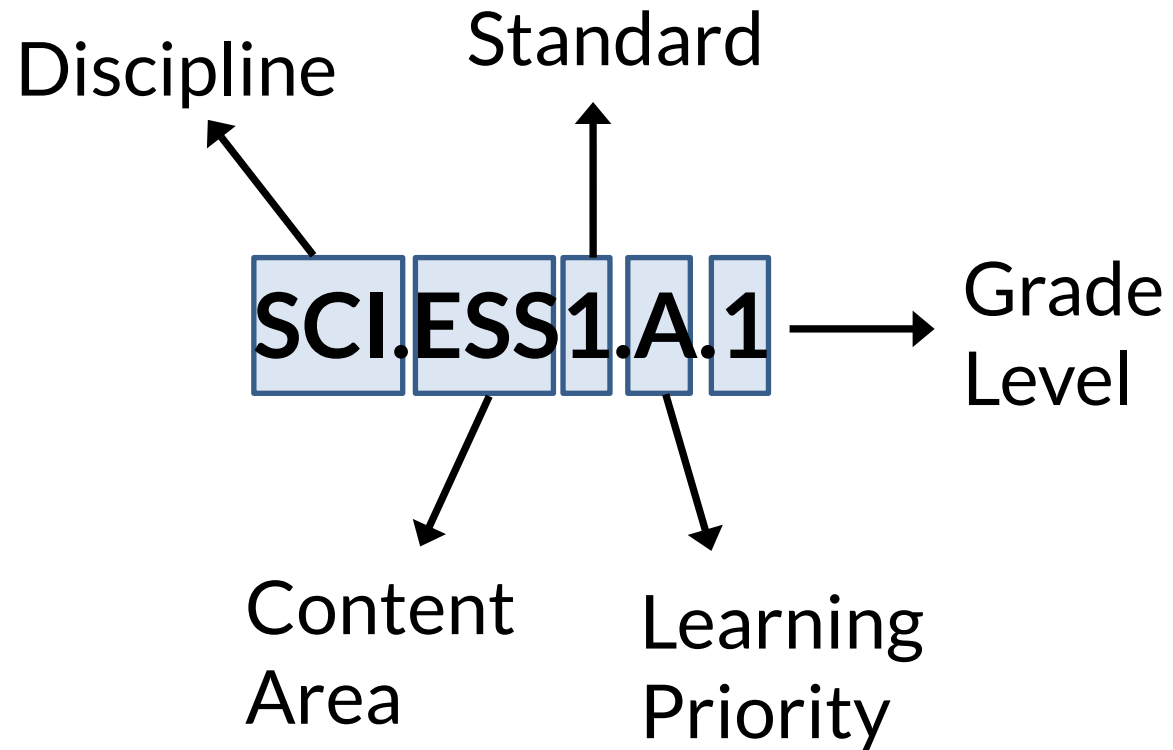 Standard
Discipline
SCI.ESS1.A.1
Grade
Level
Content
Area
Learning
Priority